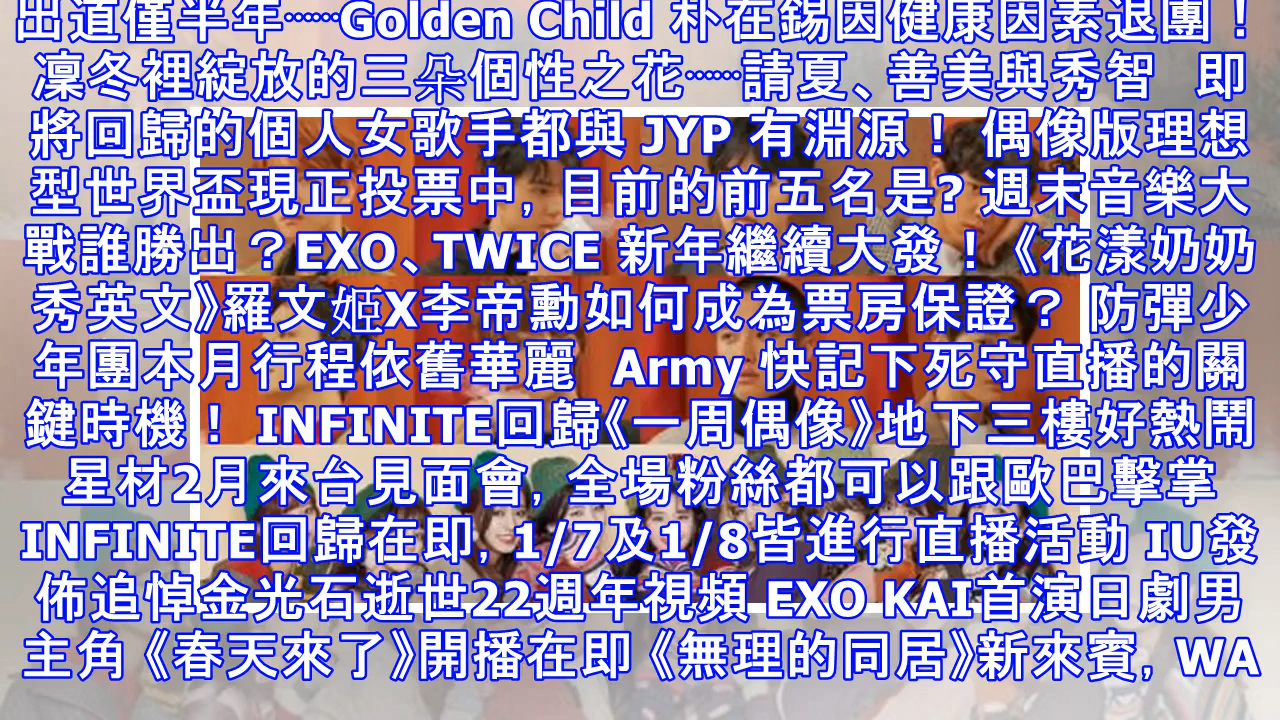 出道僅半年┈┈Golden Child 朴在錫因健康因素退團！
凜冬裡綻放的三朵個性之花┈┈請夏、善美與秀智　即
將回歸的個人女歌手都與 JYP 有淵源！ 偶像版理想
型世界盃現正投票中, 目前的前五名是? 週末音樂大
戰誰勝出？EXO、TWICE 新年繼續大發！《花漾奶奶
秀英文》羅文姬X李帝勳如何成為票房保證？ 防彈少
年團本月行程依舊華麗　Army 快記下死守直播的關
鍵時機！ INFINITE回歸《一周偶像》地下三樓好熱鬧
星材2月來台見面會, 全場粉絲都可以跟歐巴擊掌
INFINITE回歸在即, 1/7及1/8皆進行直播活動 IU發
佈追悼金光石逝世22週年視頻 EXO KAI首演日劇男
主角《春天來了》開播在即《無理的同居》新來賓, WA